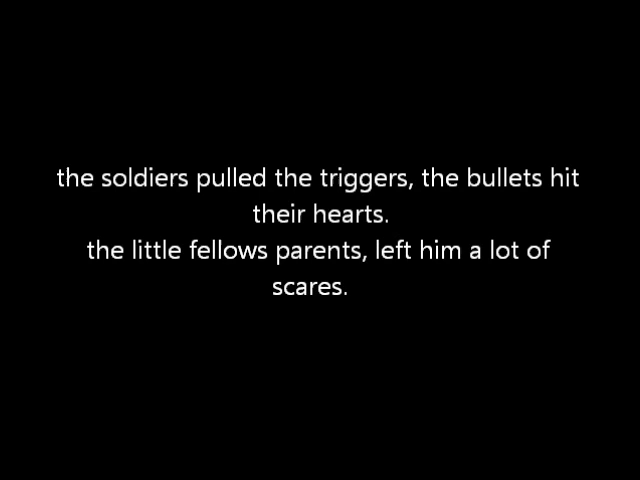 the soldiers pulled the triggers, the bullets hit
their hearts.
the little fellows parents, left him a lot of
scares.